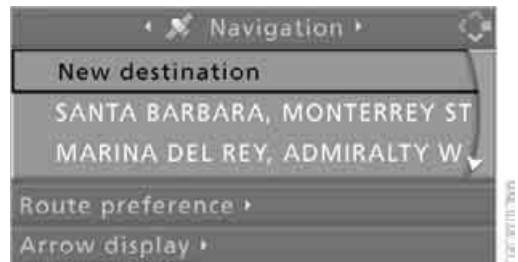 Navigation
New destination
SANTA BARBARA, MONTERREY ST
MARINA DEL REY, ADMIRALTY W
Route preference
Arrow display